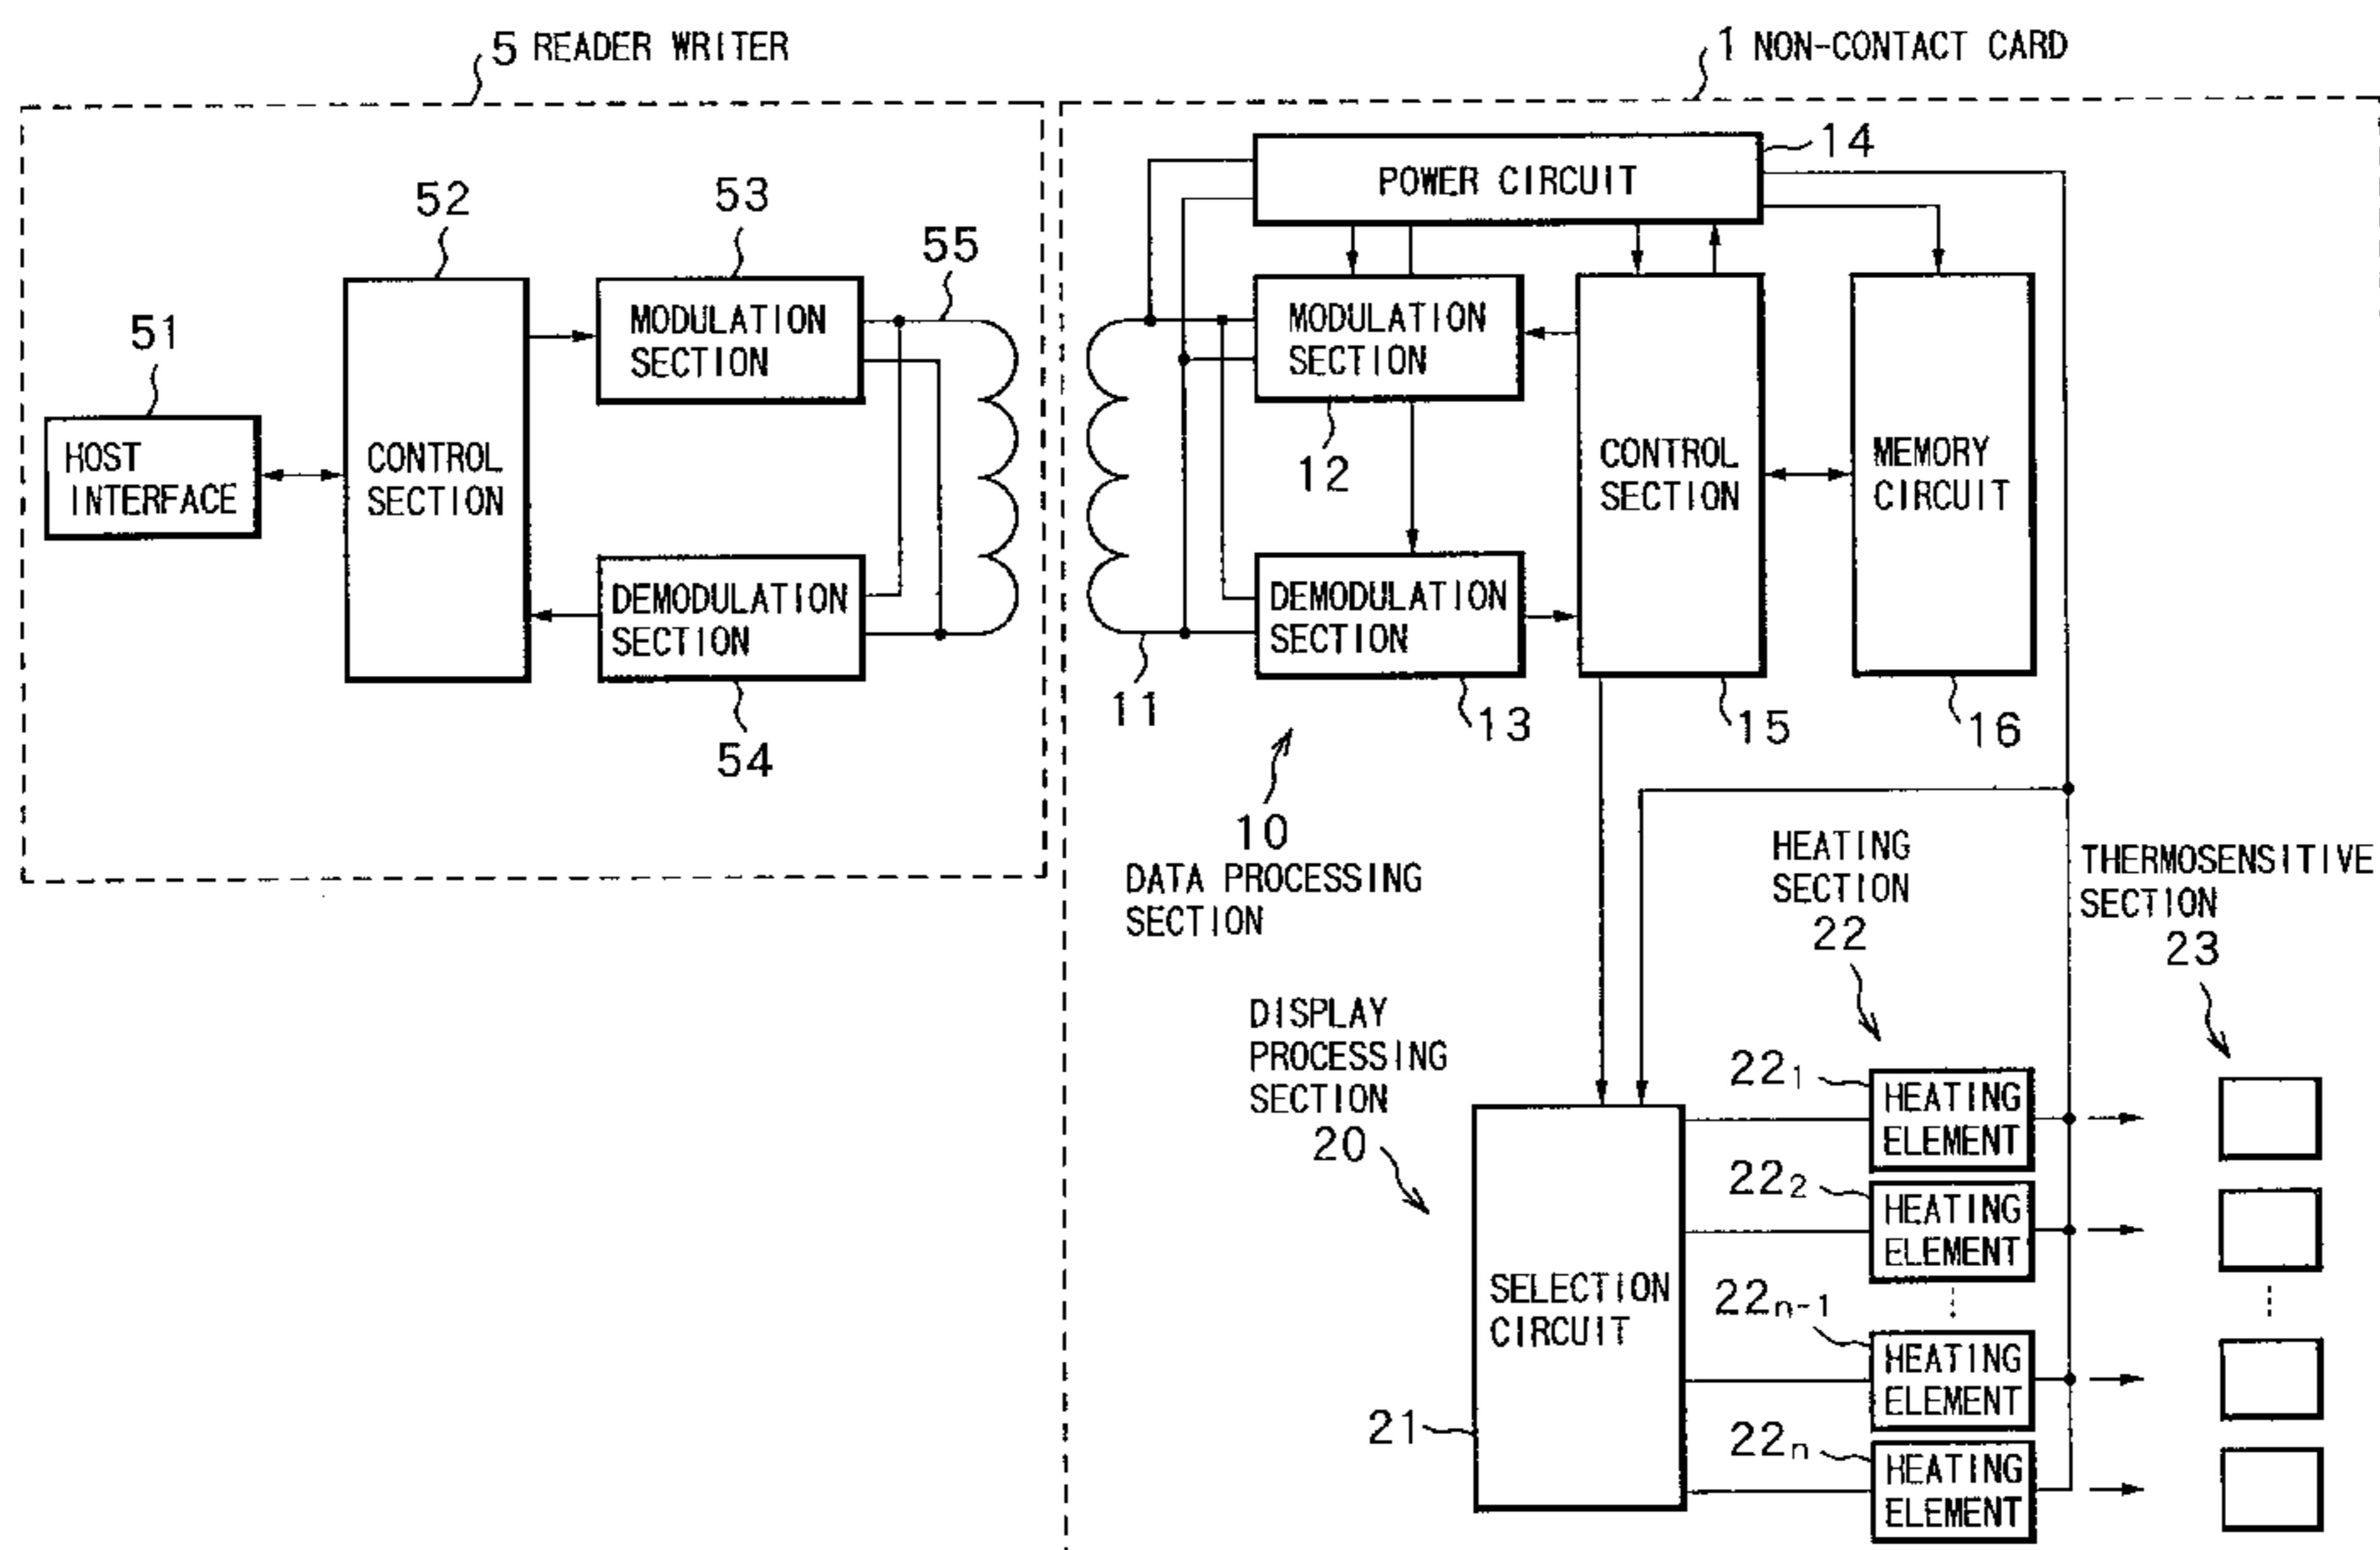 5 READER WRITER
1 NON-CONTACT CARD
14
POWER CIRCUIT
52
53
55
51
MODULATION
SECTION
MODULATION
SECTION
12
HOST
INTERFACE
CONTROL
SECTION
CONTROL
SECTION
MEMORY
CIRCUIT
DEMODULATION
SECTION
DEMODULATION
SECTION
54
11
13
15
16
10
DATA PROCESSING
SECTION
HEATING
SECTION
22
THERMOSENSITIVE
SECTION
23
DISPLAY
PROCESSING
SECTION
20
22₁
HEATING
ELEMENT
22₂
HEATING
ELEMENT
SELECTION
CIRCUIT
22ₙ₋₁
HEATING
ELEMENT
21
22ₙ
HEATING
ELEMENT